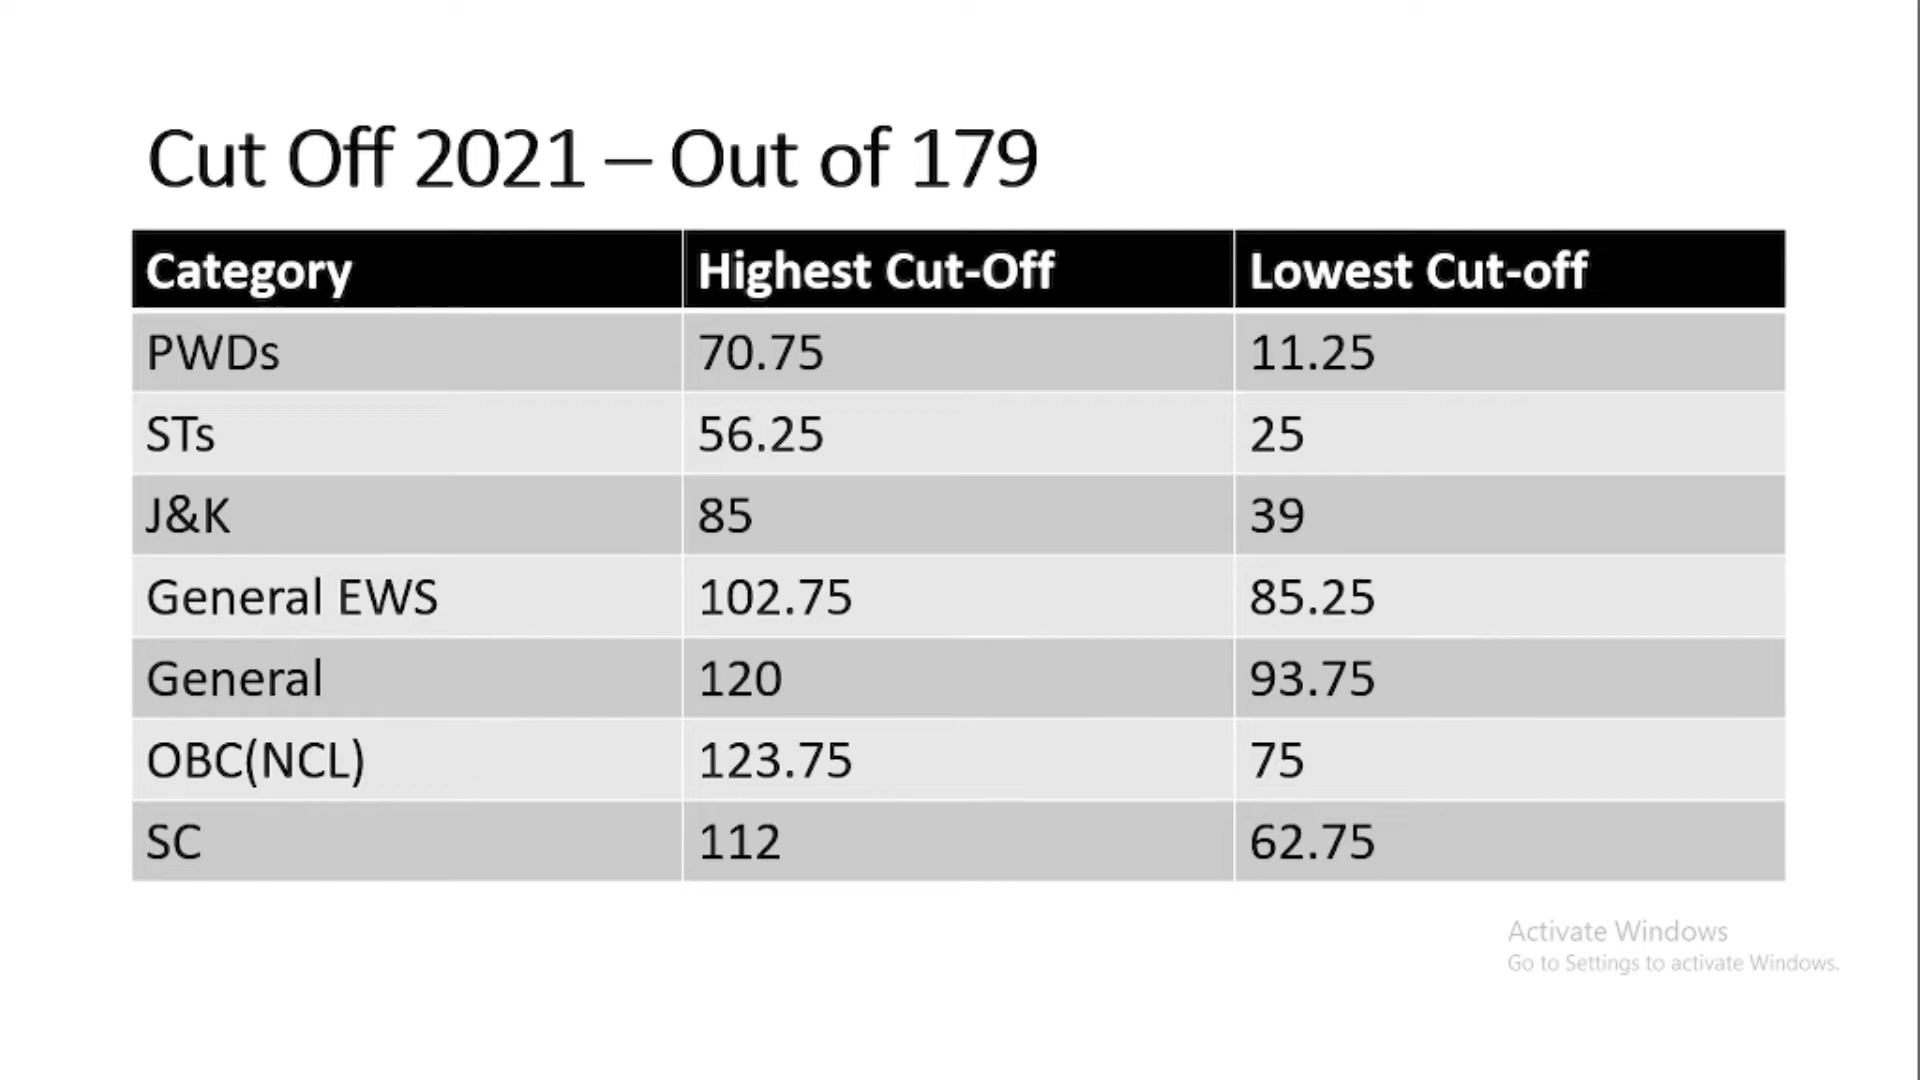 Cut Off 2021 – Out of 179
Category Highest Cut-Off Lowest Cut-off
PWDs 70.75 11.25
STs 56.25 25
J&K 85 39
General EWS 102.75 85.25
General 120 93.75
OBC(NCL) 123.75 75
SC 112 62.75
Activate Windows
Go to Settings to activate Windows.